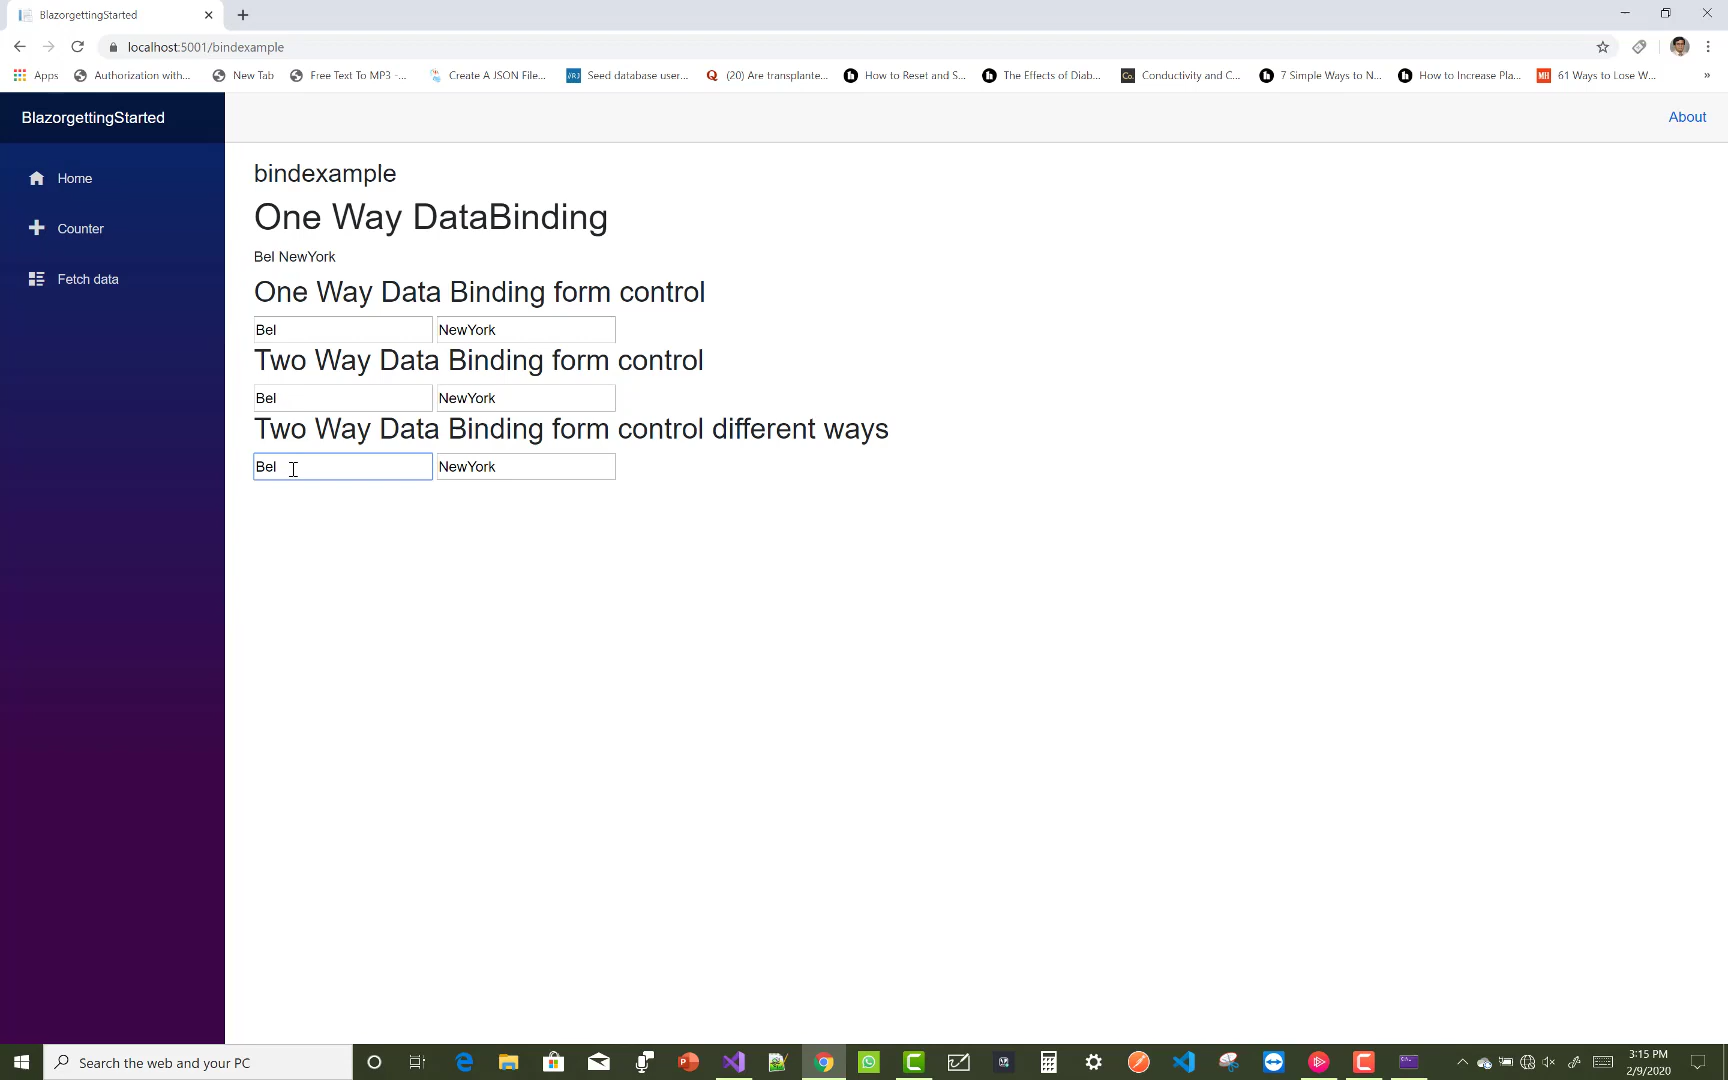 BlazorgettingStarted
localhost:5001/bindexample
Apps Authorization with... New Tab Free Text To MP3 -... Create A JSON File... Seed database user... (20) Are transplante... How to Reset and S... The Effects of Diab... Conductivity and C... 7 Simple Ways to N... How to Increase Pla... 61 Ways to Lose W... »
BlazorgettingStarted
About
Home
Counter
Fetch data
bindexample
One Way DataBinding
Bel NewYork
One Way Data Binding form control
Bel NewYork
Two Way Data Binding form control
Bel NewYork
Two Way Data Binding form control different ways
Bel NewYork
Search the web and your PC
3:15 PM
2/9/2020